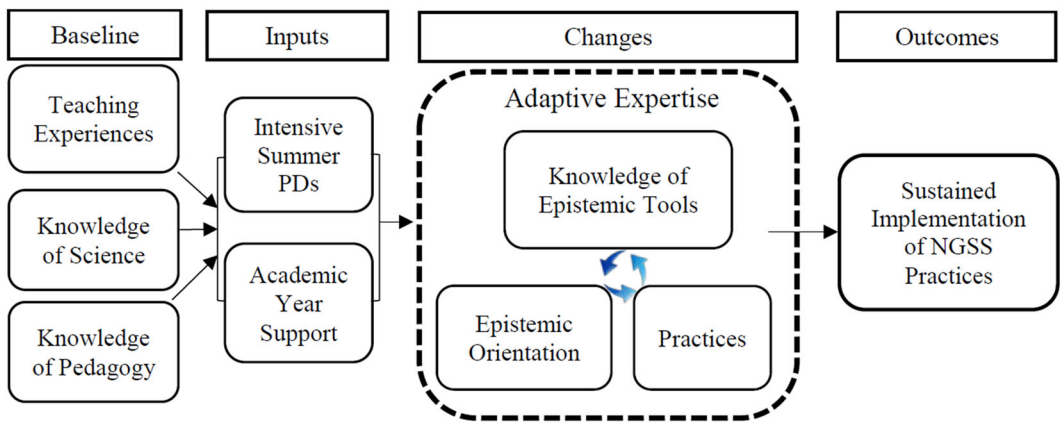 Baseline
Inputs
Changes
Outcomes
Teaching
Experiences
Knowledge
of Science
Knowledge
of Pedagogy
Intensive
Summer
PDs
Academic
Year
Support
Adaptive Expertise
Knowledge of
Epistemic Tools
Epistemic
Orientation
Practices
Sustained
Implementation
of NGSS
Practices